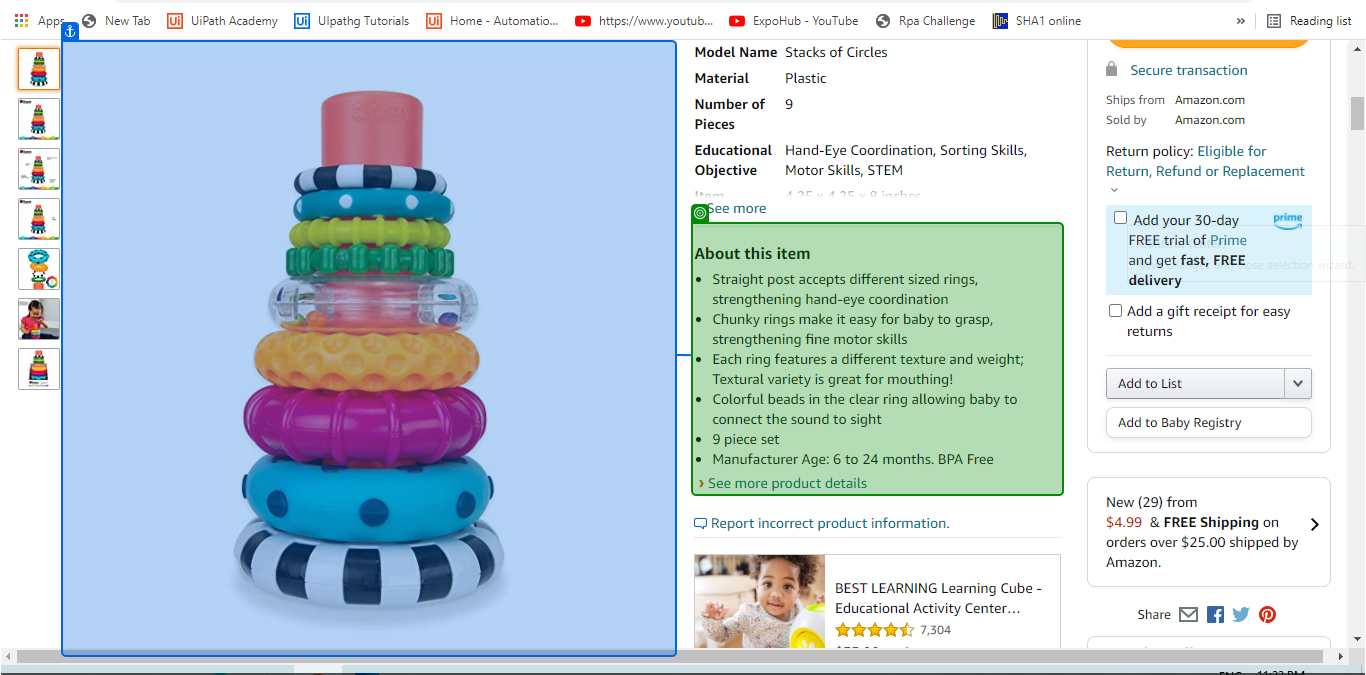 Apps
New Tab
UiPath Academy
UIpathg Tutorials
Home - Automatio...
https://www.youtub...
ExpoHub - YouTube
Rpa Challenge
SHA1 online
»
Reading list
Model Name Stacks of Circles
Material Plastic
Number of Pieces 9
Educational Objective Hand-Eye Coordination, Sorting Skills,
Motor Skills, STEM
Item 4.25 x 4.25 x 8 inches
See more
About this item
• Straight post accepts different sized rings,
strengthening hand-eye coordination
• Chunky rings make it easy for baby to grasp,
strengthening fine motor skills
• Each ring features a different texture and weight;
Textural variety is great for mouthing!
• Colorful beads in the clear ring allowing baby to
connect the sound to sight
• 9 piece set
• Manufacturer Age: 6 to 24 months. BPA Free
› See more product details
Report incorrect product information.
BEST LEARNING Learning Cube -
Educational Activity Center…
7,304
Secure transaction
Ships from Amazon.com
Sold by Amazon.com
Return policy: Eligible for
Return, Refund or Replacement
Add your 30-day
FREE trial of Prime
and get fast, FREE
delivery
prime
Add a gift receipt for easy
returns
Add to List
Add to Baby Registry
New (29) from
$4.99 & FREE Shipping on
orders over $25.00 shipped by
Amazon.
Share